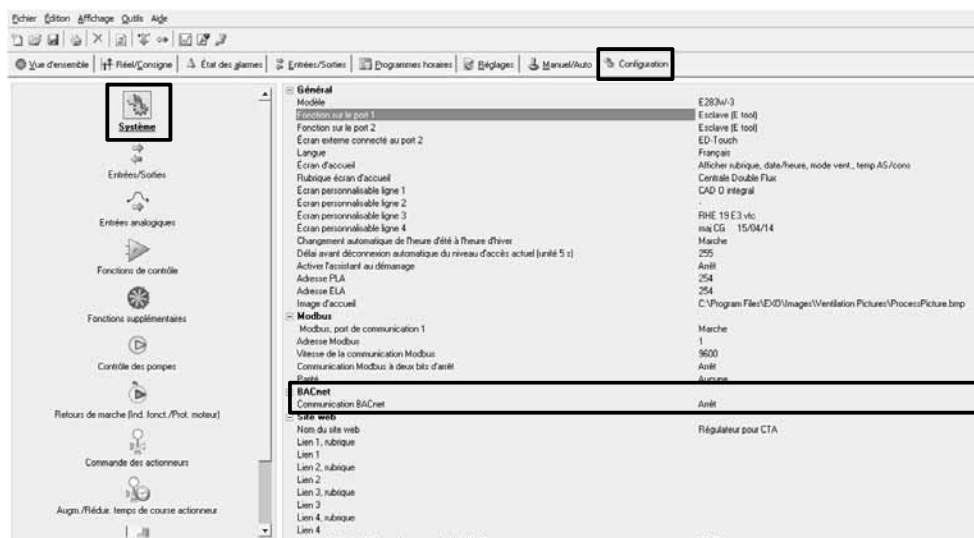 Fichier Édition Affichage Outils Aide
Vue d'ensemble Réel/Consigne État des alarmes Entrées/Sorties Programmes horaires Réglages Manuel/Auto Configuration
Système
Entrées/Sorties
Entrées analogiques
Fonctions de contrôle
Fonctions supplémentaires
Contrôle des pompes
Retours de marche (Ind. fonct./Prot. moteur)
Commande des actionneurs
Augm./Réduir. temps de course actionneur
Général
Modèle E283W-3
Fonction sur le port 1 Esclave (E tool)
Fonction sur le port 2 Esclave (E tool)
Écran externe connecté au port 2 ED-Touch
Langue Français
Écran d'accueil Afficher rubrique, date/heure, mode vent., temp AS/cons
Rubrique écran d'accueil Centrale Double Flux
Écran personnalisable ligne 1 CAD O integral
Écran personnalisable ligne 2 -
Écran personnalisable ligne 3 RHE 19 E3 vtc
Écran personnalisable ligne 4 maj CG 15/04/14
Changement automatique de l'heure d'été à l'heure d'hiver Marche
Délai avant déconnexion automatique du niveau d'accès actuel (unité 5 s) 255
Activer l'assistant au démarrage Arrêt
Adresse PLA 254
Adresse ELA 254
Image d'accueil C:\Program Files\EXO\Images\Ventilation Pictures\ProcessPicture.bmp
Modbus
Modbus, port de communication 1 Marche
Adresse Modbus 1
Vitesse de la communication Modbus 9600
Communication Modbus à deux bits d'arrêt Arrêt
Parité Aucune
BACnet
Communication BACnet Arrêt
Site web
Nom du site web Régulateur pour CTA
Lien 1, rubrique
Lien 1
Lien 2, rubrique
Lien 2
Lien 3, rubrique
Lien 3
Lien 4, rubrique
Lien 4